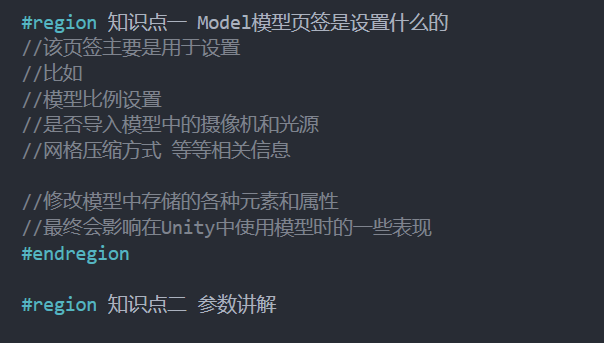 #region 知识点一 Model模型页签是设置什么的
//该页签主要是用于设置
//比如
//模型比例设置
//是否导入模型中的摄像机和光源
//网格压缩方式 等等相关信息
//修改模型中存储的各种元素和属性
//最终会影响在Unity中使用模型时的一些表现
#endregion
#region 知识点二 参数讲解